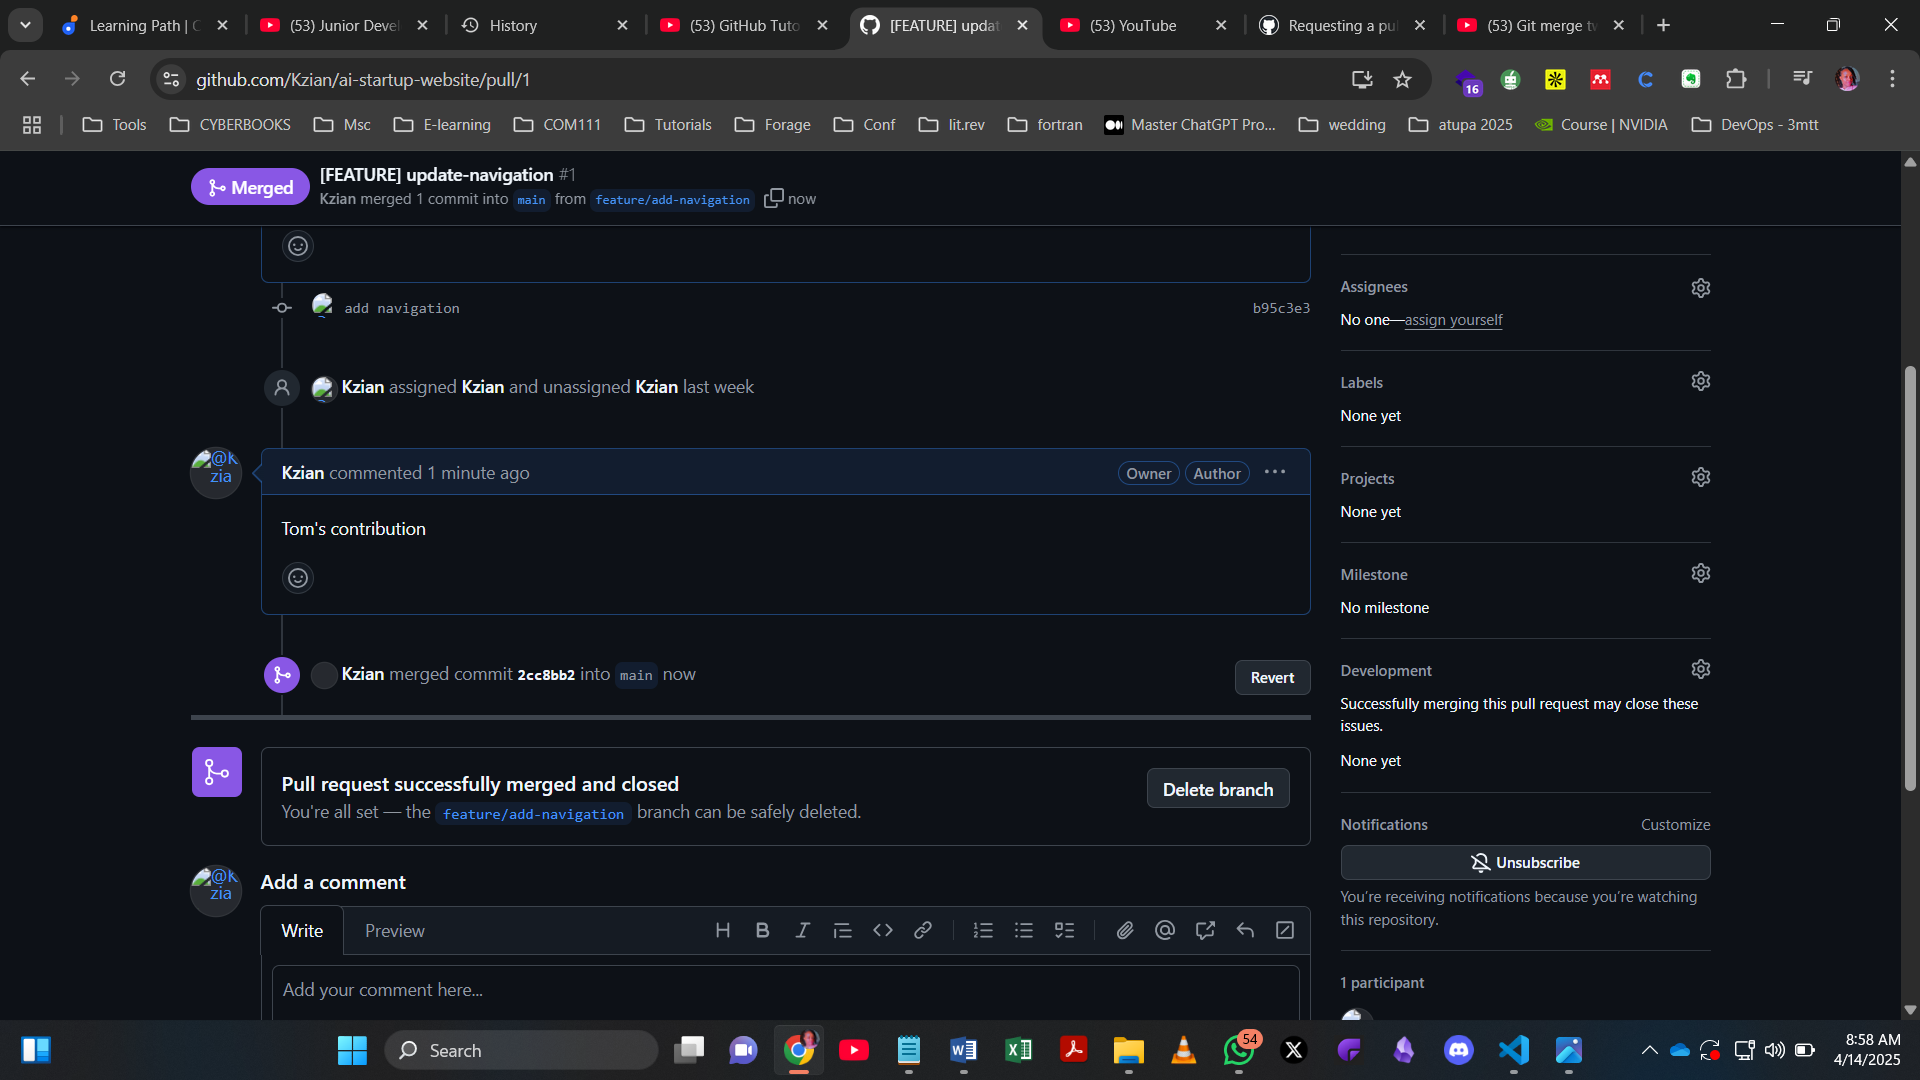 Learning Path | C
(53) Junior Devel
History
(53) GitHub Tuto
[FEATURE] updat
(53) YouTube
Requesting a pul
(53) Git merge tw
github.com/Kzian/ai-startup-website/pull/1
16
Tools
CYBERBOOKS
Msc
E-learning
COM111
Tutorials
Forage
Conf
lit.rev
fortran
Master ChatGPT Pro...
wedding
atupa 2025
Course | NVIDIA
DevOps - 3mtt
Merged
[FEATURE] update-navigation #1
Kzian merged 1 commit into main from feature/add-navigation now
add navigation
b95c3e3
Kzian assigned Kzian and unassigned Kzian last week
@k
zia
Kzian commented 1 minute ago
Owner
Author
Tom's contribution
Kzian merged commit 2cc8bb2 into main now
Revert
Pull request successfully merged and closed
You're all set — the feature/add-navigation branch can be safely deleted.
Delete branch
@k
zia
Add a comment
Write
Preview
Add your comment here...
Assignees
No one—assign yourself
Labels
None yet
Projects
None yet
Milestone
No milestone
Development
Successfully merging this pull request may close these
issues.
None yet
Notifications
Customize
Unsubscribe
You're receiving notifications because you're watching
this repository.
1 participant
Search
54
8:58 AM
4/14/2025